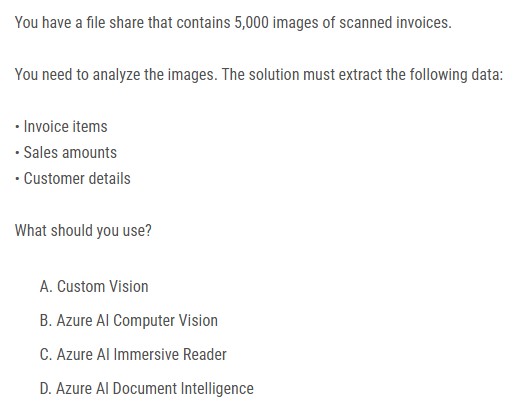 You have a file share that contains 5,000 images of scanned invoices.
You need to analyze the images. The solution must extract the following data:
• Invoice items
• Sales amounts
• Customer details
What should you use?
A. Custom Vision
B. Azure AI Computer Vision
C. Azure AI Immersive Reader
D. Azure AI Document Intelligence